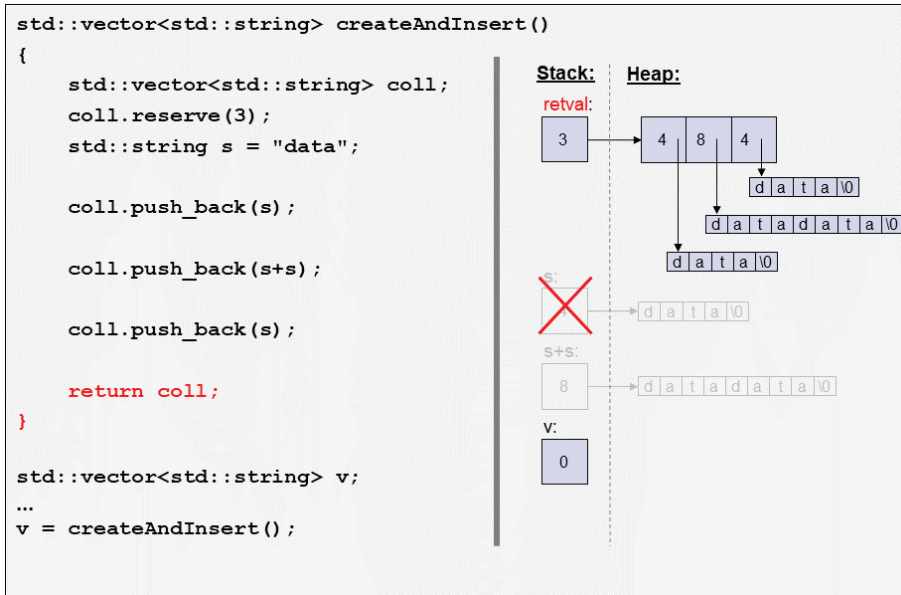 std::vector<std::string> createAndInsert()
{
std::vector<std::string> coll;
coll.reserve(3);
std::string s = "data";
coll.push_back(s);
coll.push_back(s+s);
coll.push_back(s);
return coll;
}
std::vector<std::string> v;
...
v = createAndInsert();
Stack: Heap:
retval:
3 4 8 4
d a t a \0
d a t a d a t a \0
d a t a \0
s:
d a t a \0
s+s:
8 d a t a d a t a \0
v:
0